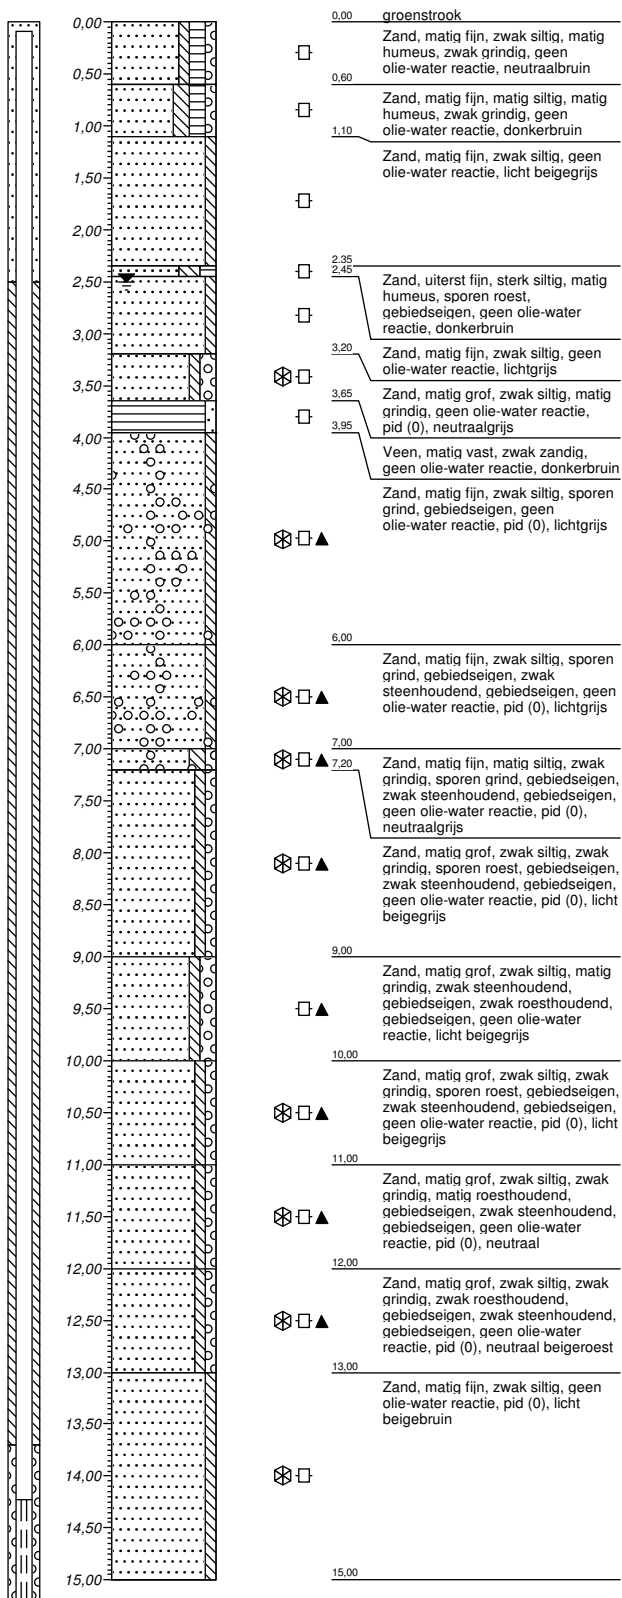 0,00
0,50
1,00
1,50
2,00
2,50
3,00
3,50
4,00
4,50
5,00
5,50
6,00
6,50
7,00
7,50
8,00
8,50
9,00
9,50
10,00
10,50
11,00
11,50
12,00
12,50
13,00
13,50
14,00
14,50
15,00
0,00 groenstrook
Zand, matig fijn, zwak siltig, matig
humeus, zwak grindig, geen
olie-water reactie, neutraalbruin
0,60
Zand, matig fijn, matig siltig, matig
humeus, zwak grindig, geen
olie-water reactie, donkerbruin
1,10
Zand, matig fijn, zwak siltig, geen
olie-water reactie, licht beigegrijs
2,35
2,45
Zand, uiterst fijn, sterk siltig, matig
humeus, sporen roest,
gebiedseigen, geen olie-water
reactie, donkerbruin
3,20
Zand, matig fijn, zwak siltig, geen
olie-water reactie, lichtgrijs
3,65
Zand, matig grof, zwak siltig, matig
grindig, geen olie-water reactie,
pid (0), neutraalgrijs
3,95
Veen, matig vast, zwak zandig,
geen olie-water reactie, donkerbruin
Zand, matig fijn, zwak siltig, sporen
grind, gebiedseigen, geen
olie-water reactie, pid (0), lichtgrijs
6,00
Zand, matig fijn, zwak siltig, sporen
grind, gebiedseigen, zwak
steenhoudend, gebiedseigen, geen
olie-water reactie, pid (0), lichtgrijs
7,00
7,20
Zand, matig fijn, matig siltig, zwak
grindig, sporen grind, gebiedseigen,
zwak steenhoudend, gebiedseigen,
geen olie-water reactie, pid (0),
neutraalgrijs
Zand, matig grof, zwak siltig, zwak
grindig, sporen roest, gebiedseigen,
zwak steenhoudend, gebiedseigen,
geen olie-water reactie, pid (0), licht
beigegrijs
9,00
Zand, matig grof, zwak siltig, matig
grindig, zwak steenhoudend,
gebiedseigen, zwak roesthoudend,
gebiedseigen, geen olie-water
reactie, licht beigegrijs
10,00
Zand, matig grof, zwak siltig, zwak
grindig, sporen roest, gebiedseigen,
zwak steenhoudend, gebiedseigen,
geen olie-water reactie, pid (0), licht
beigegrijs
11,00
Zand, matig grof, zwak siltig, zwak
grindig, matig roesthoudend,
gebiedseigen, zwak steenhoudend,
gebiedseigen, geen olie-water
reactie, pid (0), neutraal
12,00
Zand, matig grof, zwak siltig, zwak
grindig, zwak roesthoudend,
gebiedseigen, zwak steenhoudend,
gebiedseigen, geen olie-water
reactie, pid (0), neutraal beigeroest
13,00
Zand, matig fijn, zwak siltig, geen
olie-water reactie, pid (0), licht
beigebruin
15,00